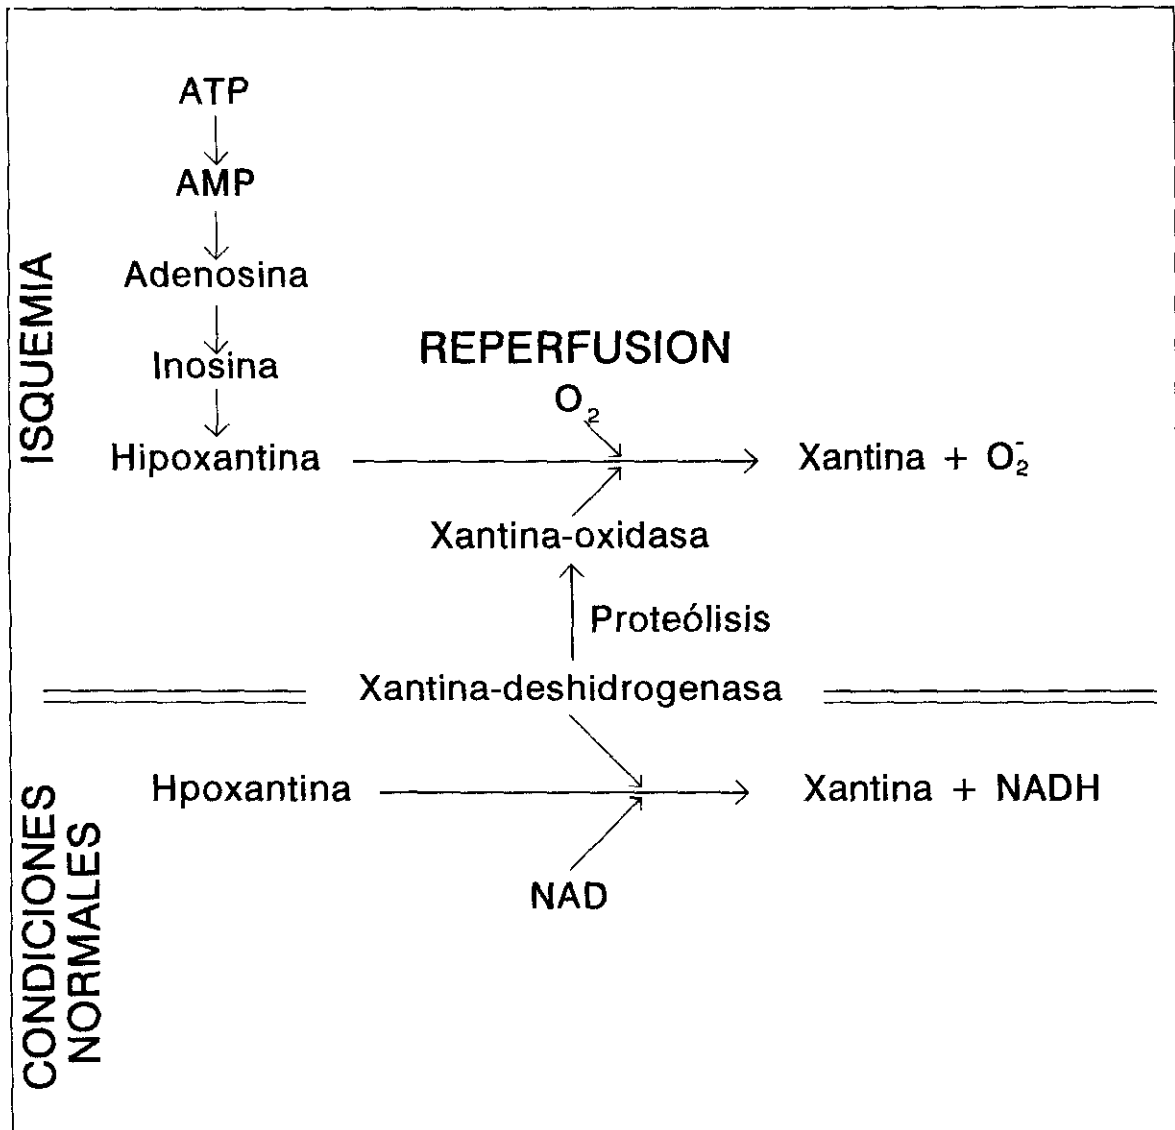 ISQUEMIA
ATP
AMP
Adenosina
Inosina
REPERFUSION
O₂
Hipoxantina
Xantina + O₂⁻
Xantina-oxidasa
Proteólisis
Xantina-deshidrogenasa
CONDICIONES
NORMALES
Hpoxantina
Xantina + NADH
NAD